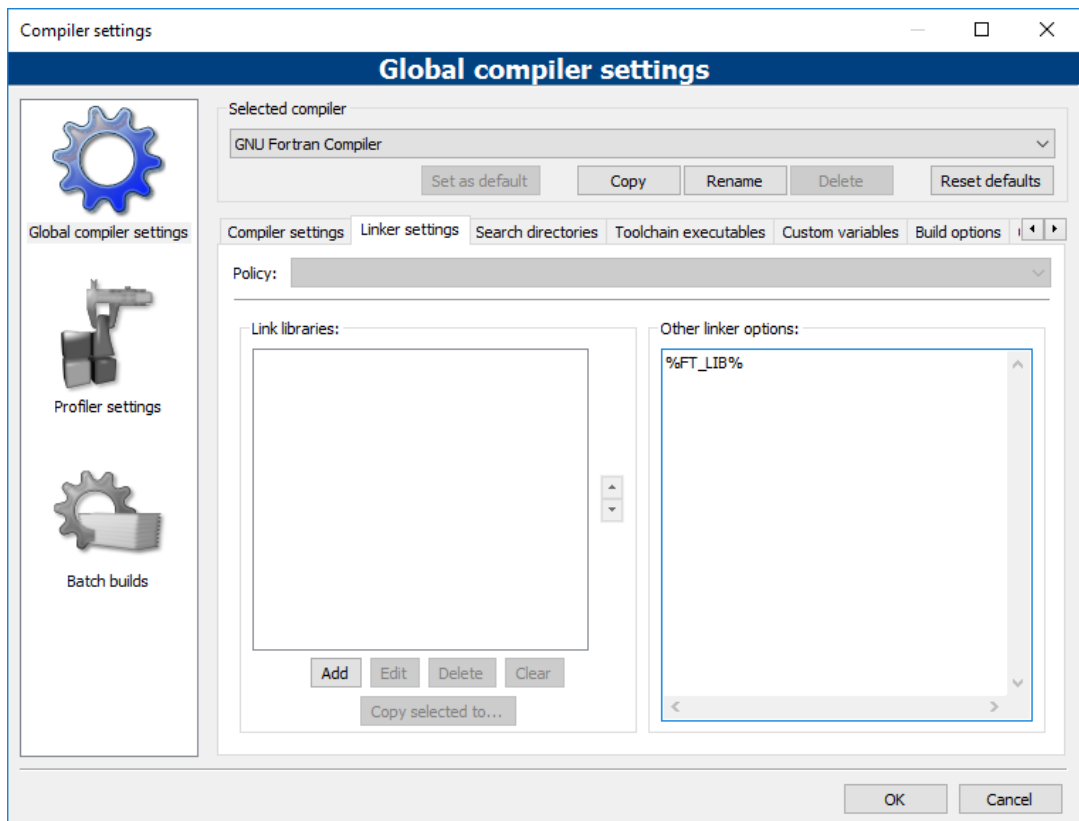 Compiler settings
Global compiler settings
Global compiler settings
Profiler settings
Batch builds
Selected compiler
GNU Fortran Compiler
Set as default Copy Rename Delete Reset defaults
Compiler settings Linker settings Search directories Toolchain executables Custom variables Build options
Policy:
Link libraries:
Add Edit Delete Clear
Copy selected to...
Other linker options:
%FT_LIB%
OK Cancel